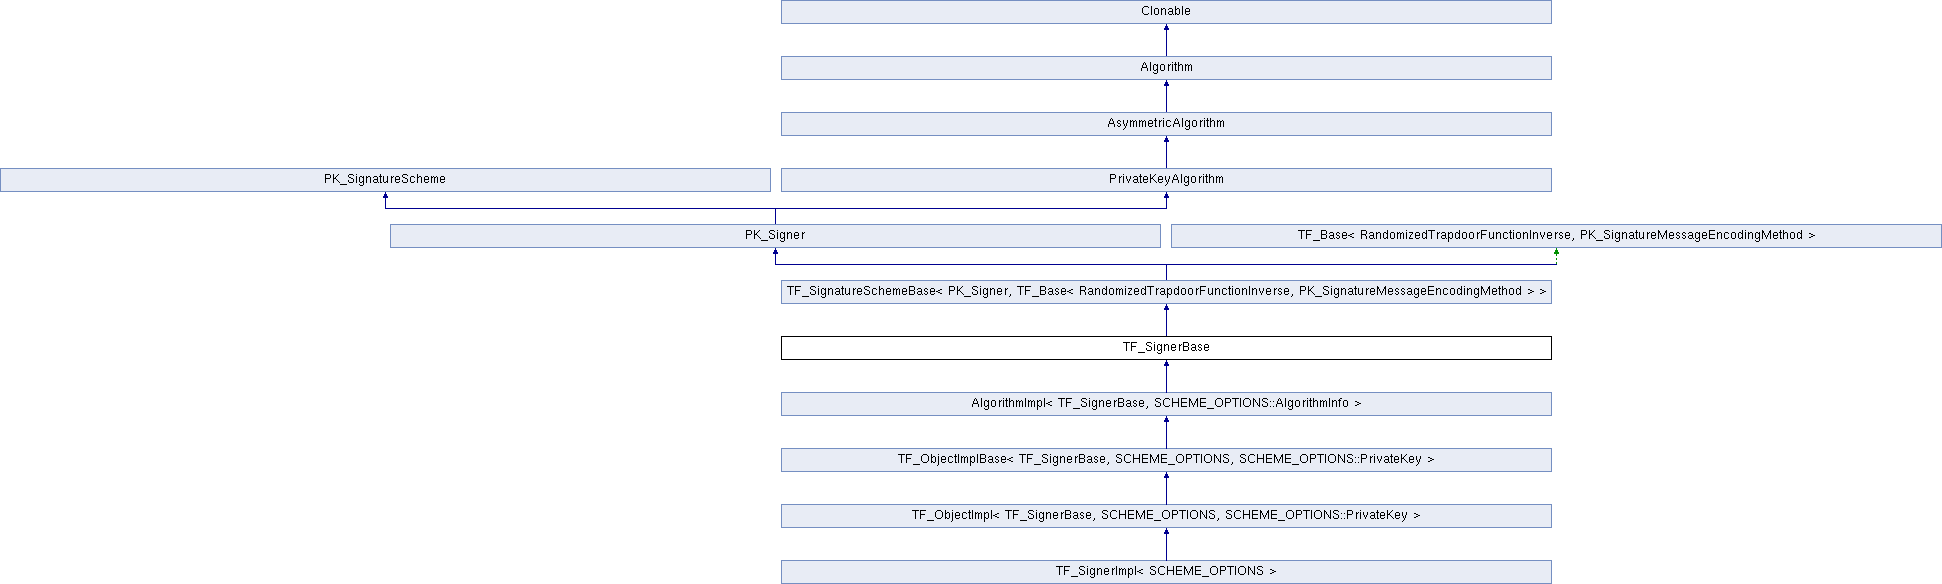 Clonable
Algorithm
AsymmetricAlgorithm
PK_SignatureScheme
PrivateKeyAlgorithm
PK_Signer
TF_Base< RandomizedTrapdoorFunctionInverse, PK_SignatureMessageEncodingMethod >
TF_SignatureSchemeBase< PK_Signer, TF_Base< RandomizedTrapdoorFunctionInverse, PK_SignatureMessageEncodingMethod > >
TF_SignerBase
AlgorithmImpl< TF_SignerBase, SCHEME_OPTIONS::AlgorithmInfo >
TF_ObjectImplBase< TF_SignerBase, SCHEME_OPTIONS, SCHEME_OPTIONS::PrivateKey >
TF_ObjectImpl< TF_SignerBase, SCHEME_OPTIONS, SCHEME_OPTIONS::PrivateKey >
TF_SignerImpl< SCHEME_OPTIONS >